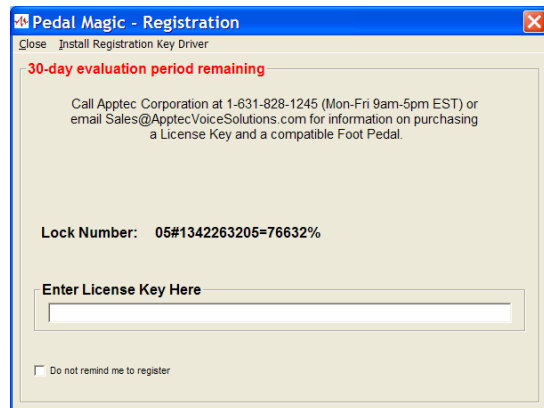 Pedal Magic - Registration
Close Install Registration Key Driver
30-day evaluation period remaining
Call Apptec Corporation at 1-631-828-1245 (Mon-Fri 9am-5pm EST) or
email Sales@ApptecVoiceSolutions.com for information on purchasing
a License Key and a compatible Foot Pedal.
Lock Number: 05#1342263205=76632%
Enter License Key Here
Do not remind me to register